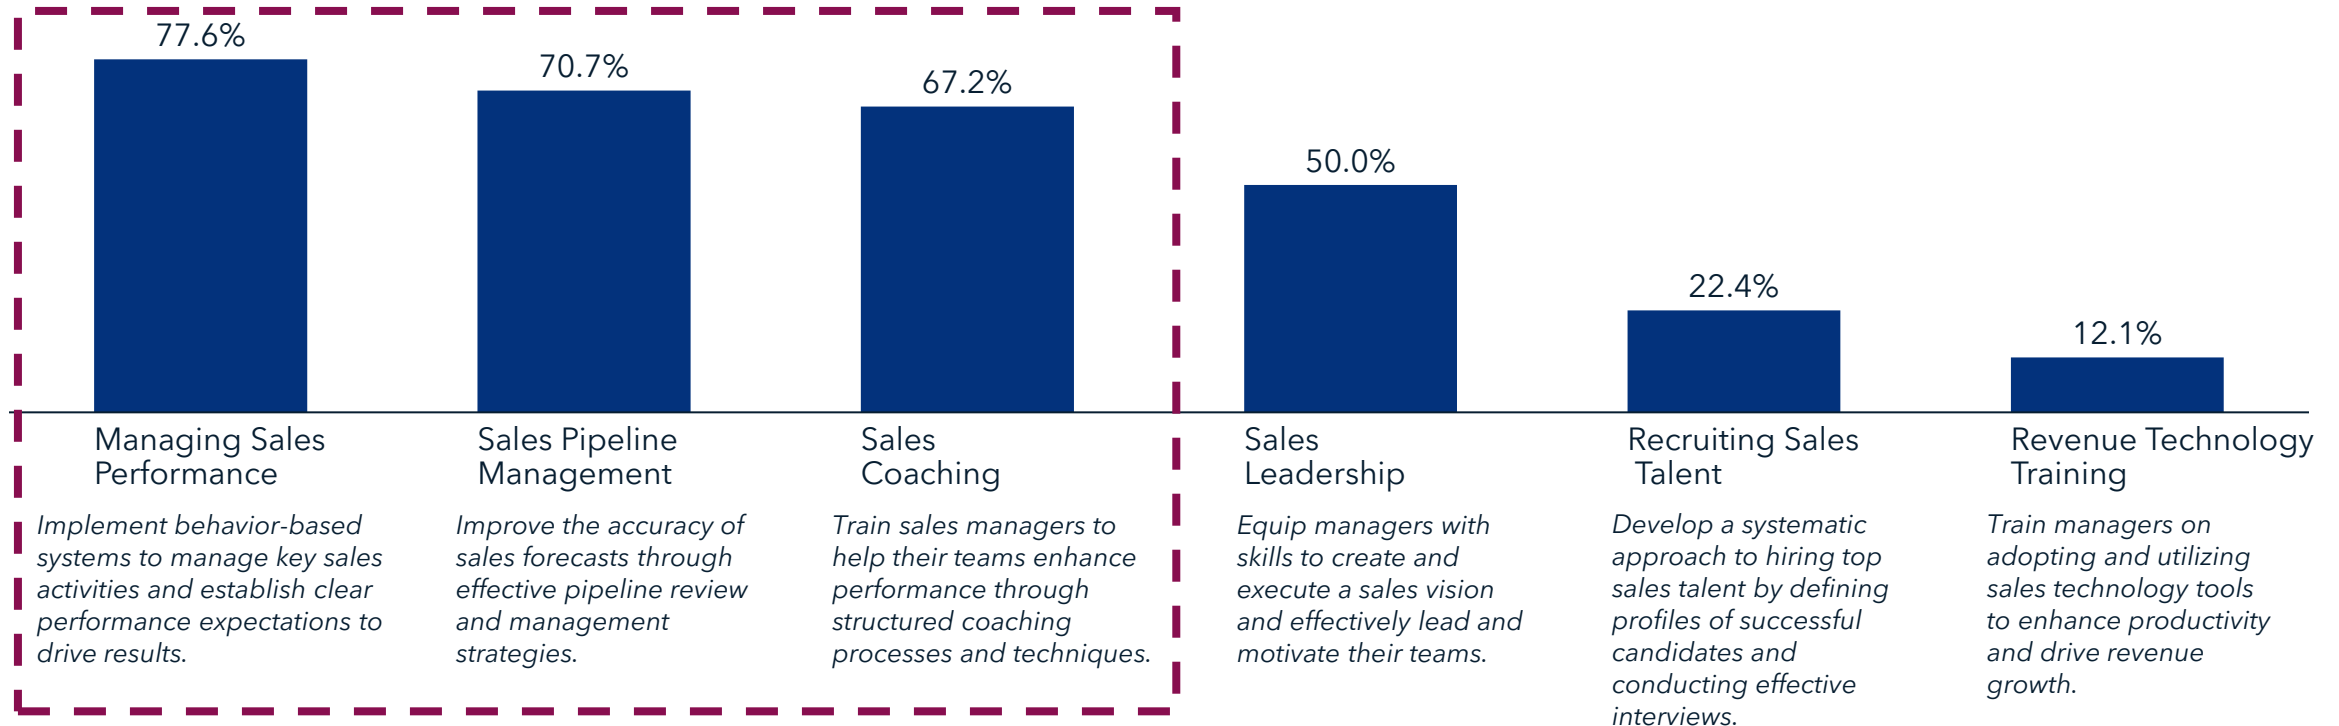 77.6%
70.7%
67.2%
50.0%
22.4%
12.1%
Managing Sales
Performance
Implement behavior-based
systems to manage key sales
activities and establish clear
performance expectations to
drive results.
Sales Pipeline
Management
Improve the accuracy of
sales forecasts through
effective pipeline review
and management
strategies.
Sales
Coaching
Train sales managers to
help their teams enhance
performance through
structured coaching
processes and techniques.
Sales
Leadership
Equip managers with
skills to create and
execute a sales vision
and effectively lead and
motivate their teams.
Recruiting Sales
Talent
Develop a systematic
approach to hiring top
sales talent by defining
profiles of successful
candidates and
conducting effective
interviews.
Revenue Technology
Training
Train managers on
adopting and utilizing
sales technology tools
to enhance productivity
and drive revenue
growth.